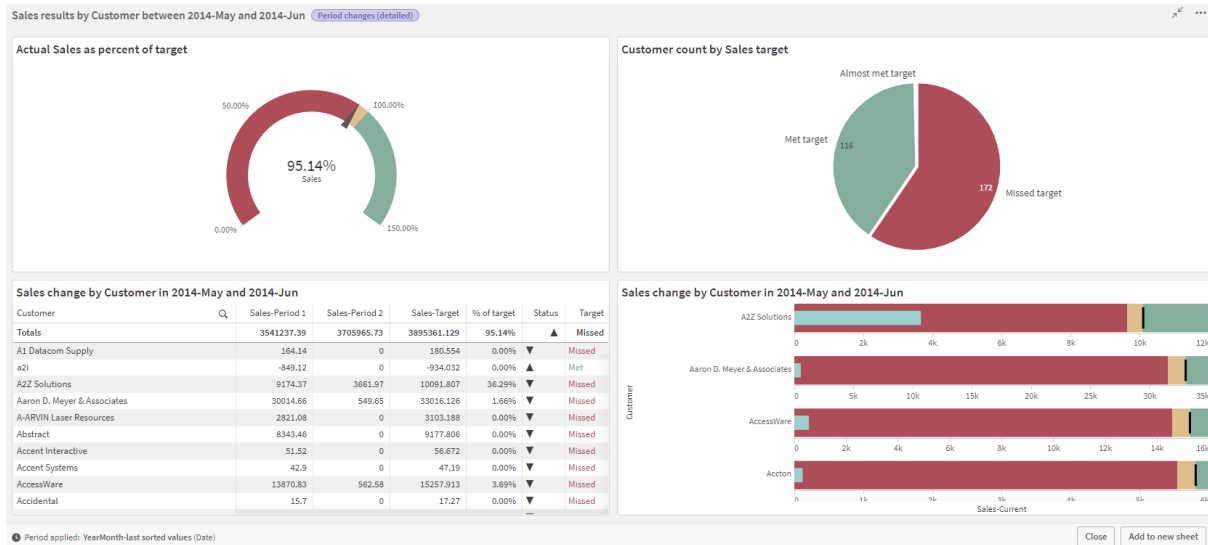 Sales results by Customer between 2014-May and 2014-Jun Period changes (detailed)
Actual Sales as percent of target
50.00% 100.00%
95.14%
Sales
0.00% 150.00%
Customer count by Sales target
Almost met target
Met target 116
172 Missed target
Sales change by Customer in 2014-May and 2014-Jun
Customer Sales-Period 1 Sales-Period 2 Sales-Target % of target Status Target
Totals 3541237.39 3705965.73 3895361.129 95.14% ▲ Missed
A1 Datacom Supply 164.14 0 180.554 0.00% ▼ Missed
a2i -849.12 0 -934.032 0.00% ▲ Met
A2Z Solutions 9174.37 3661.97 10091.807 36.29% ▼ Missed
Aaron D. Meyer & Associates 30014.66 549.65 33016.126 1.66% ▼ Missed
A-ARVIN Laser Resources 2821.08 0 3103.188 0.00% ▼ Missed
Abstract 8343.46 0 9177.806 0.00% ▼ Missed
Accent Interactive 51.52 0 56.672 0.00% ▼ Missed
Accent Systems 42.9 0 47.19 0.00% ▼ Missed
AccessWare 13870.83 562.58 15257.913 3.69% ▼ Missed
Accidental 15.7 0 17.27 0.00% ▼ Missed
Sales change by Customer in 2014-May and 2014-Jun
Customer
A2Z Solutions
0 2k 4k 6k 8k 10k 12k
Aaron D. Meyer & Associates
0 5k 10k 15k 20k 25k 30k 35k
AccessWare
0 2k 4k 6k 8k 10k 12k 14k 16k
Accton
0 1k 2k 3k 4k 5k
Sales-Current
Period applied: YearMonth-last sorted values (Date)
Close Add to new sheet